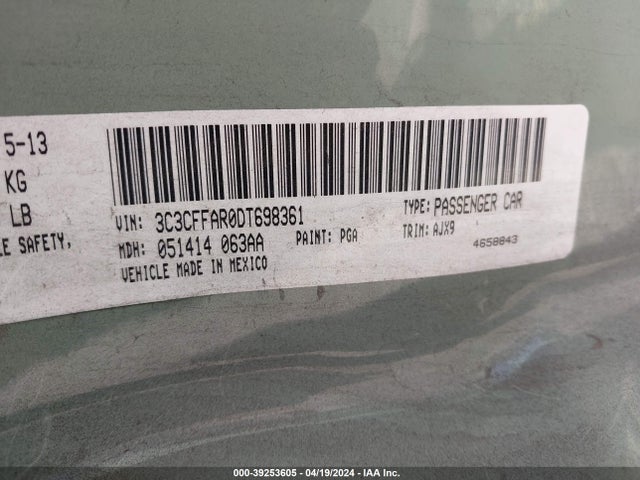 5-13
KG
LB
LE SAFETY,
VIN: 3C3CFFAR0DT698361
TYPE: PASSENGER CAR
MDH: 051414 063AA
PAINT: PGA
TRIM: AJX9
VEHICLE MADE IN MEXICO
4658843
000-39253605 - 04/19/2024 - IAA Inc.